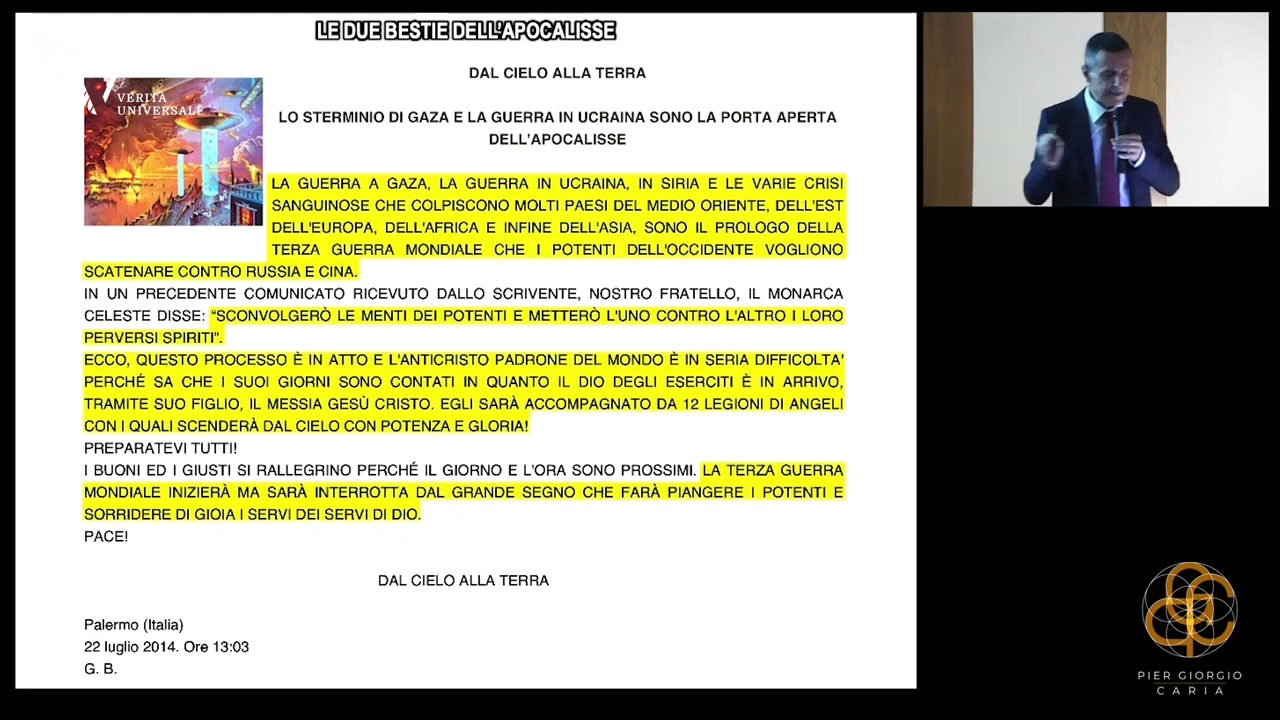 LE DUE BESTIE DELL'APOCALISSE
DAL CIELO ALLA TERRA
VERITÀ
UNIVERSALE
LO STERMINIO DI GAZA E LA GUERRA IN UCRAINA SONO LA PORTA APERTA
DELL'APOCALISSE
LA GUERRA A GAZA, LA GUERRA IN UCRAINA, IN SIRIA E LE VARIE CRISI
SANGUINOSE CHE COLPISCONO MOLTI PAESI DEL MEDIO ORIENTE, DELL'EST
DELL'EUROPA, DELL'AFRICA E INFINE DELL'ASIA, SONO IL PROLOGO DELLA
TERZA GUERRA MONDIALE CHE I POTENTI DELL'OCCIDENTE VOGLIONO
SCATENARE CONTRO RUSSIA E CINA.
IN UN PRECEDENTE COMUNICATO RICEVUTO DALLO SCRIVENTE, NOSTRO FRATELLO, IL MONARCA
CELESTE DISSE: “SCONVOLGERÒ LE MENTI DEI POTENTI E METTERÒ L'UNO CONTRO L'ALTRO I LORO
PERVERSI SPIRITI”.
ECCO, QUESTO PROCESSO È IN ATTO E L'ANTICRISTO PADRONE DEL MONDO È IN SERIA DIFFICOLTA'
PERCHÉ SA CHE I SUOI GIORNI SONO CONTATI IN QUANTO IL DIO DEGLI ESERCITI È IN ARRIVO,
TRAMITE SUO FIGLIO, IL MESSIA GESÙ CRISTO. EGLI SARÀ ACCOMPAGNATO DA 12 LEGIONI DI ANGELI
CON I QUALI SCENDERÀ DAL CIELO CON POTENZA E GLORIA!
PREPARATEVI TUTTI!
I BUONI ED I GIUSTI SI RALLEGRINO PERCHÉ IL GIORNO E L'ORA SONO PROSSIMI. LA TERZA GUERRA
MONDIALE INIZIERÀ MA SARÀ INTERROTTA DAL GRANDE SEGNO CHE FARÀ PIANGERE I POTENTI E
SORRIDERE DI GIOIA I SERVI DEI SERVI DI DIO.
PACE!
DAL CIELO ALLA TERRA
Palermo (Italia)
22 luglio 2014. Ore 13:03
G. B.
PIER GIORGIO
CARIA